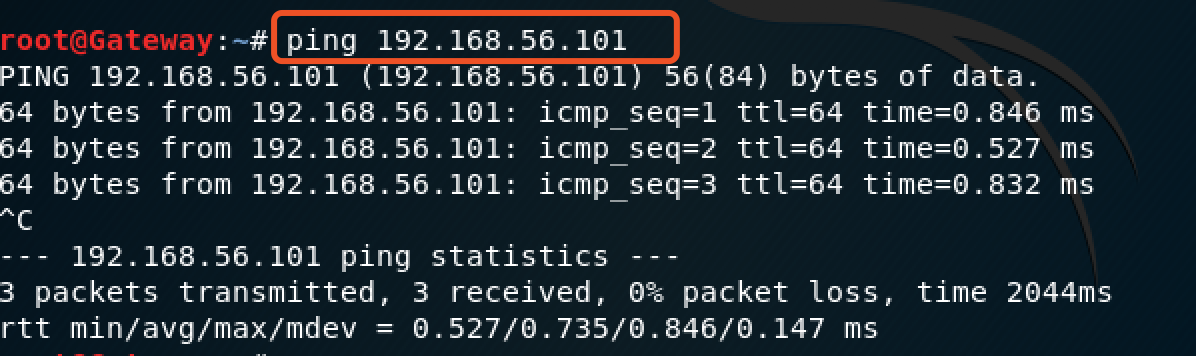 root@Gateway:~# ping 192.168.56.101
PING 192.168.56.101 (192.168.56.101) 56(84) bytes of data.
64 bytes from 192.168.56.101: icmp_seq=1 ttl=64 time=0.846 ms
64 bytes from 192.168.56.101: icmp_seq=2 ttl=64 time=0.527 ms
64 bytes from 192.168.56.101: icmp_seq=3 ttl=64 time=0.832 ms
^C
--- 192.168.56.101 ping statistics ---
3 packets transmitted, 3 received, 0% packet loss, time 2044ms
rtt min/avg/max/mdev = 0.527/0.735/0.846/0.147 ms